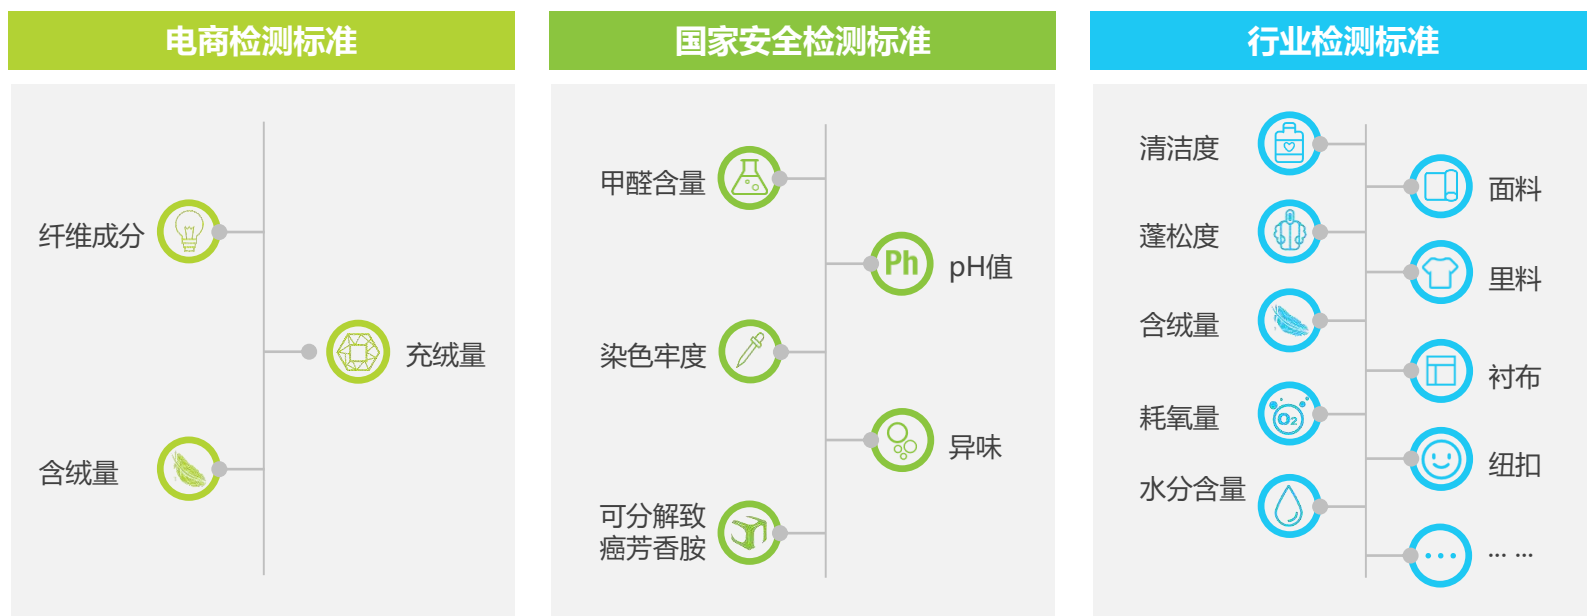 电商检测标准
纤维成分
充绒量
含绒量
国家安全检测标准
甲醛含量
Ph
pH值
染色牢度
异味
可分解致
癌芳香胺
行业检测标准
清洁度
面料
蓬松度
里料
含绒量
衬布
耗氧量
O2
纽扣
水分含量
... ...